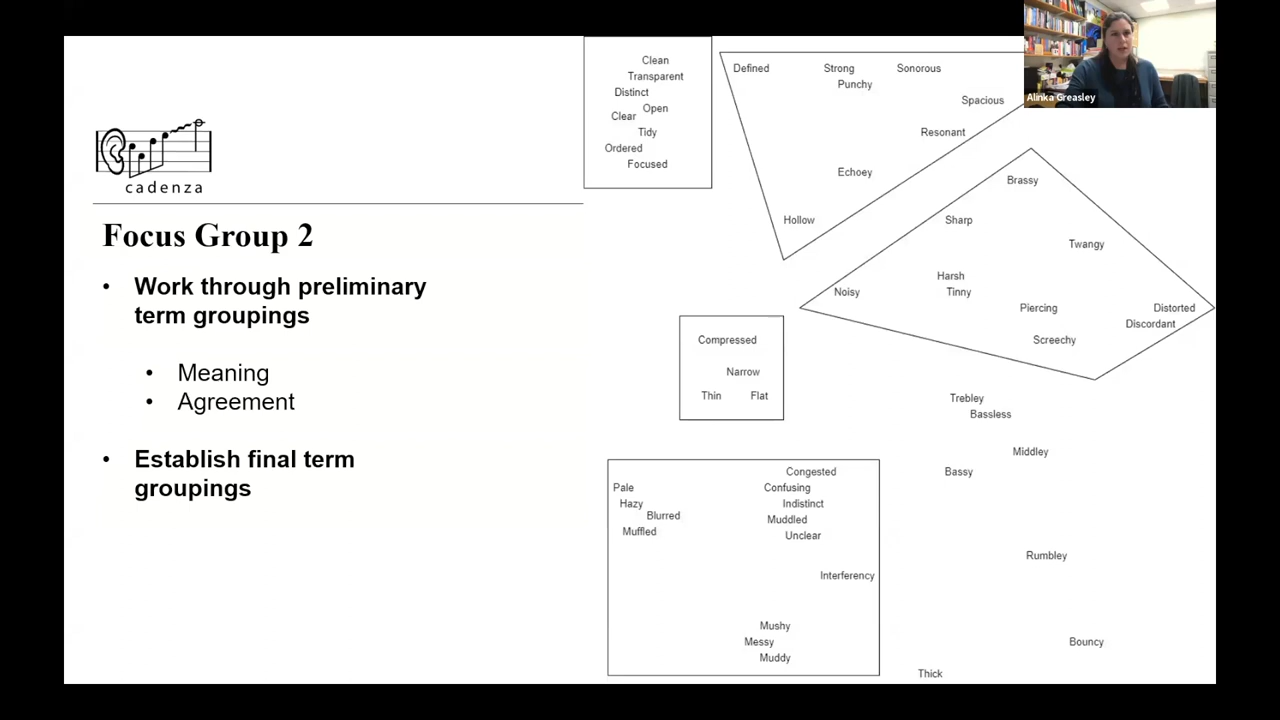 cadenza
Focus Group 2
• Work through preliminary
term groupings
• Meaning
• Agreement
• Establish final term
groupings
Clean
Transparent
Distinct
Open
Clear
Tidy
Ordered
Focused
Defined
Strong
Sonorous
Punchy
Spacious
Resonant
Echoey
Hollow
Alinka Greasley
Brassy
Sharp
Twangy
Harsh
Noisy
Tinny
Piercing
Distorted
Discordant
Screechy
Compressed
Narrow
Thin
Flat
Trebley
Bassless
Middley
Bassy
Rumbley
Bouncy
Thick
Congested
Pale
Confusing
Hazy
Indistinct
Blurred
Muddled
Muffled
Unclear
Interferency
Mushy
Messy
Muddy